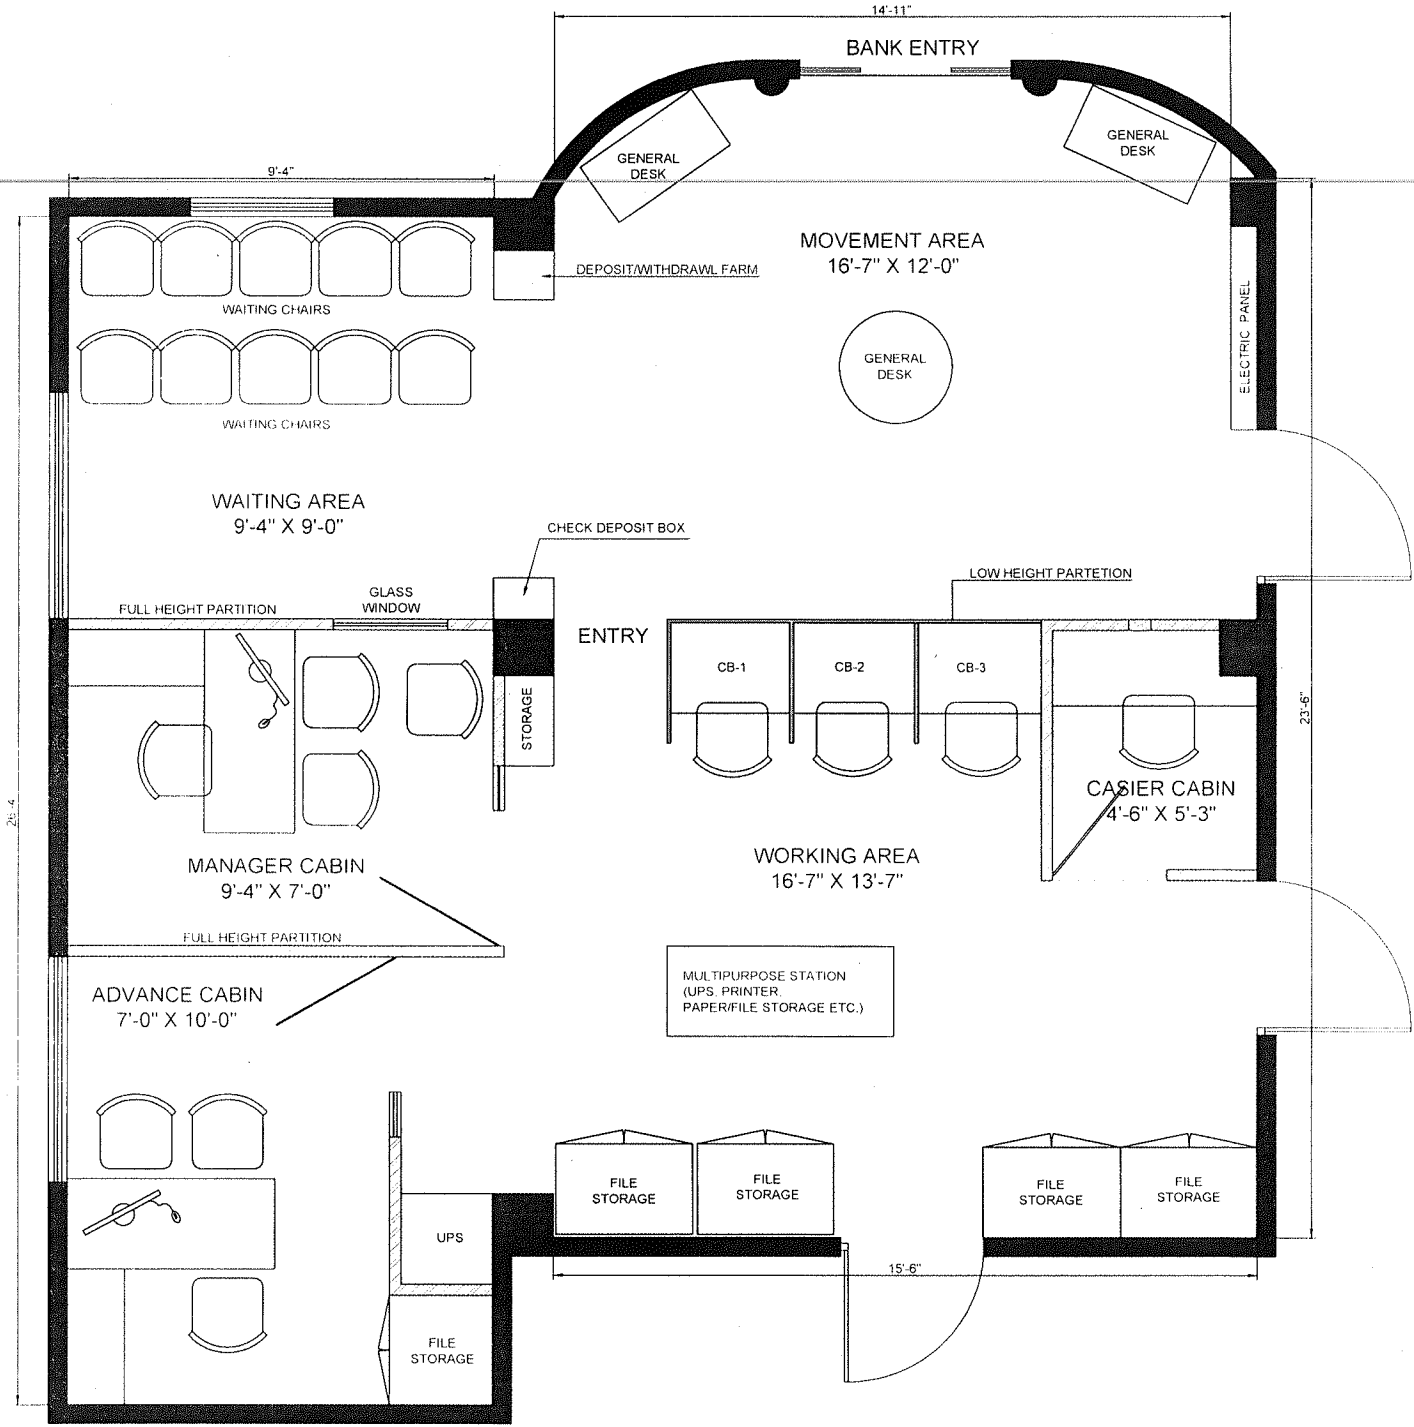 14'-11"
BANK ENTRY
GENERAL
DESK
GENERAL
DESK
9'-4"
MOVEMENT AREA
16'-7" X 12'-0"
DEPOSIT/WITHDRAWL FARM
WAITING CHAIRS
ELECTRIC PANEL
GENERAL
DESK
WAITING CHAIRS
WAITING AREA
9'-4" X 9'-0"
CHECK DEPOSIT BOX
LOW HEIGHT PARTETION
GLASS
WINDOW
FULL HEIGHT PARTITION
ENTRY
CB-1
CB-2
CB-3
STORAGE
23'-6"
CASIER CABIN
4'-6" X 5'-3"
26'-4
MANAGER CABIN
9'-4" X 7'-0"
WORKING AREA
16'-7" X 13'-7"
FULL HEIGHT PARTITION
MULTIPURPOSE STATION
(UPS, PRINTER,
PAPER/FILE STORAGE ETC.)
ADVANCE CABIN
7'-0" X 10'-0"
FILE
STORAGE
FILE
STORAGE
FILE
STORAGE
FILE
STORAGE
UPS
15'-6"
FILE
STORAGE